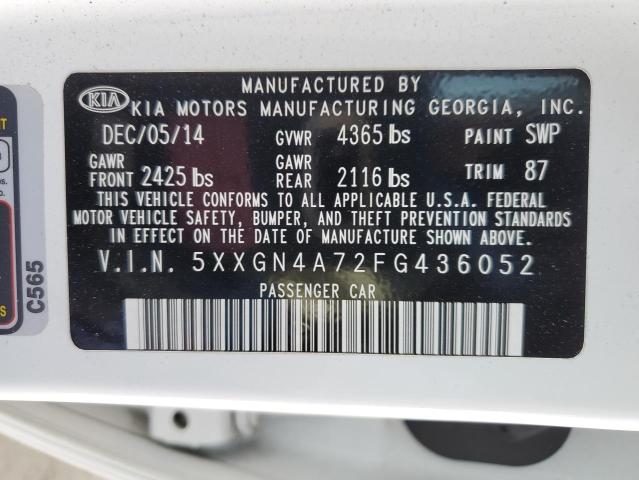 MANUFACTURED BY
KIA
KIA MOTORS MANUFACTURING GEORGIA, INC.
DEC/05/14 GVWR 4365 lbs PAINT SWP
GAWR FRONT 2425 lbs GAWR REAR 2116 lbs TRIM 87
THIS VEHICLE CONFORMS TO ALL APPLICABLE U.S.A. FEDERAL
MOTOR VEHICLE SAFETY, BUMPER, AND THEFT PREVENTION STANDARDS
IN EFFECT ON THE DATE OF MANUFACTURE SHOWN ABOVE.
V.I.N. 5XXGN4A72FG436052
PASSENGER CAR
C565